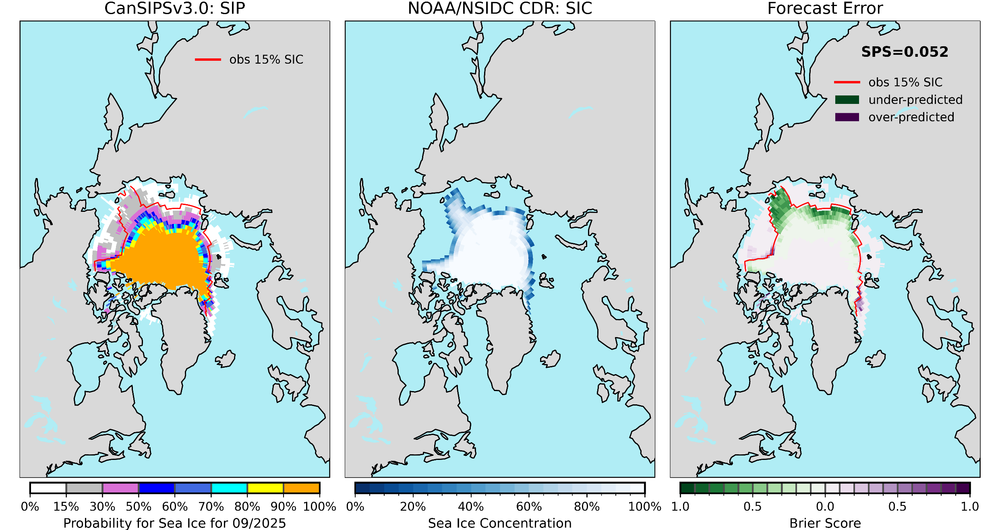 CanSIPSv3.0: SIP
obs 15% SIC
0% 15% 30% 50% 60% 70% 80% 90% 100%
Probability for Sea Ice for 09/2025
NOAA/NSIDC CDR: SIC
0% 20% 40% 60% 80% 100%
Sea Ice Concentration
Forecast Error
SPS=0.052
obs 15% SIC
under-predicted
over-predicted
1.0 0.5 0.0 0.5 1.0
Brier Score